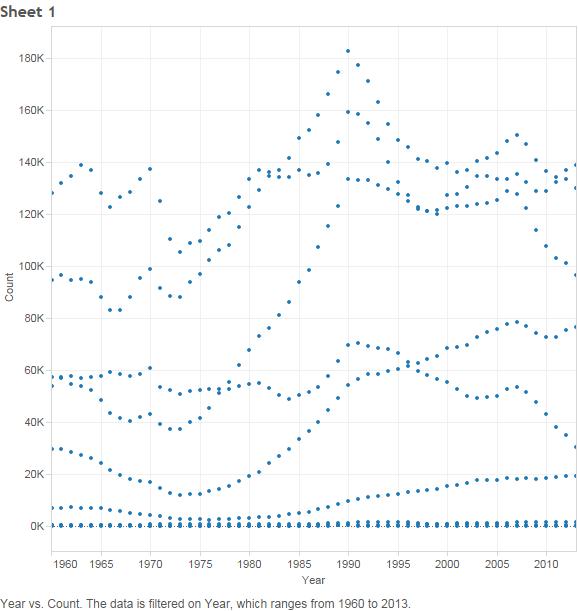 Sheet 1
180K
160K
140K
120K
100K
80K
60K
40K
20K
0K
Count
1960 1965 1970 1975 1980 1985 1990 1995 2000 2005 2010
Year
Year vs. Count. The data is filtered on Year, which ranges from 1960 to 2013.